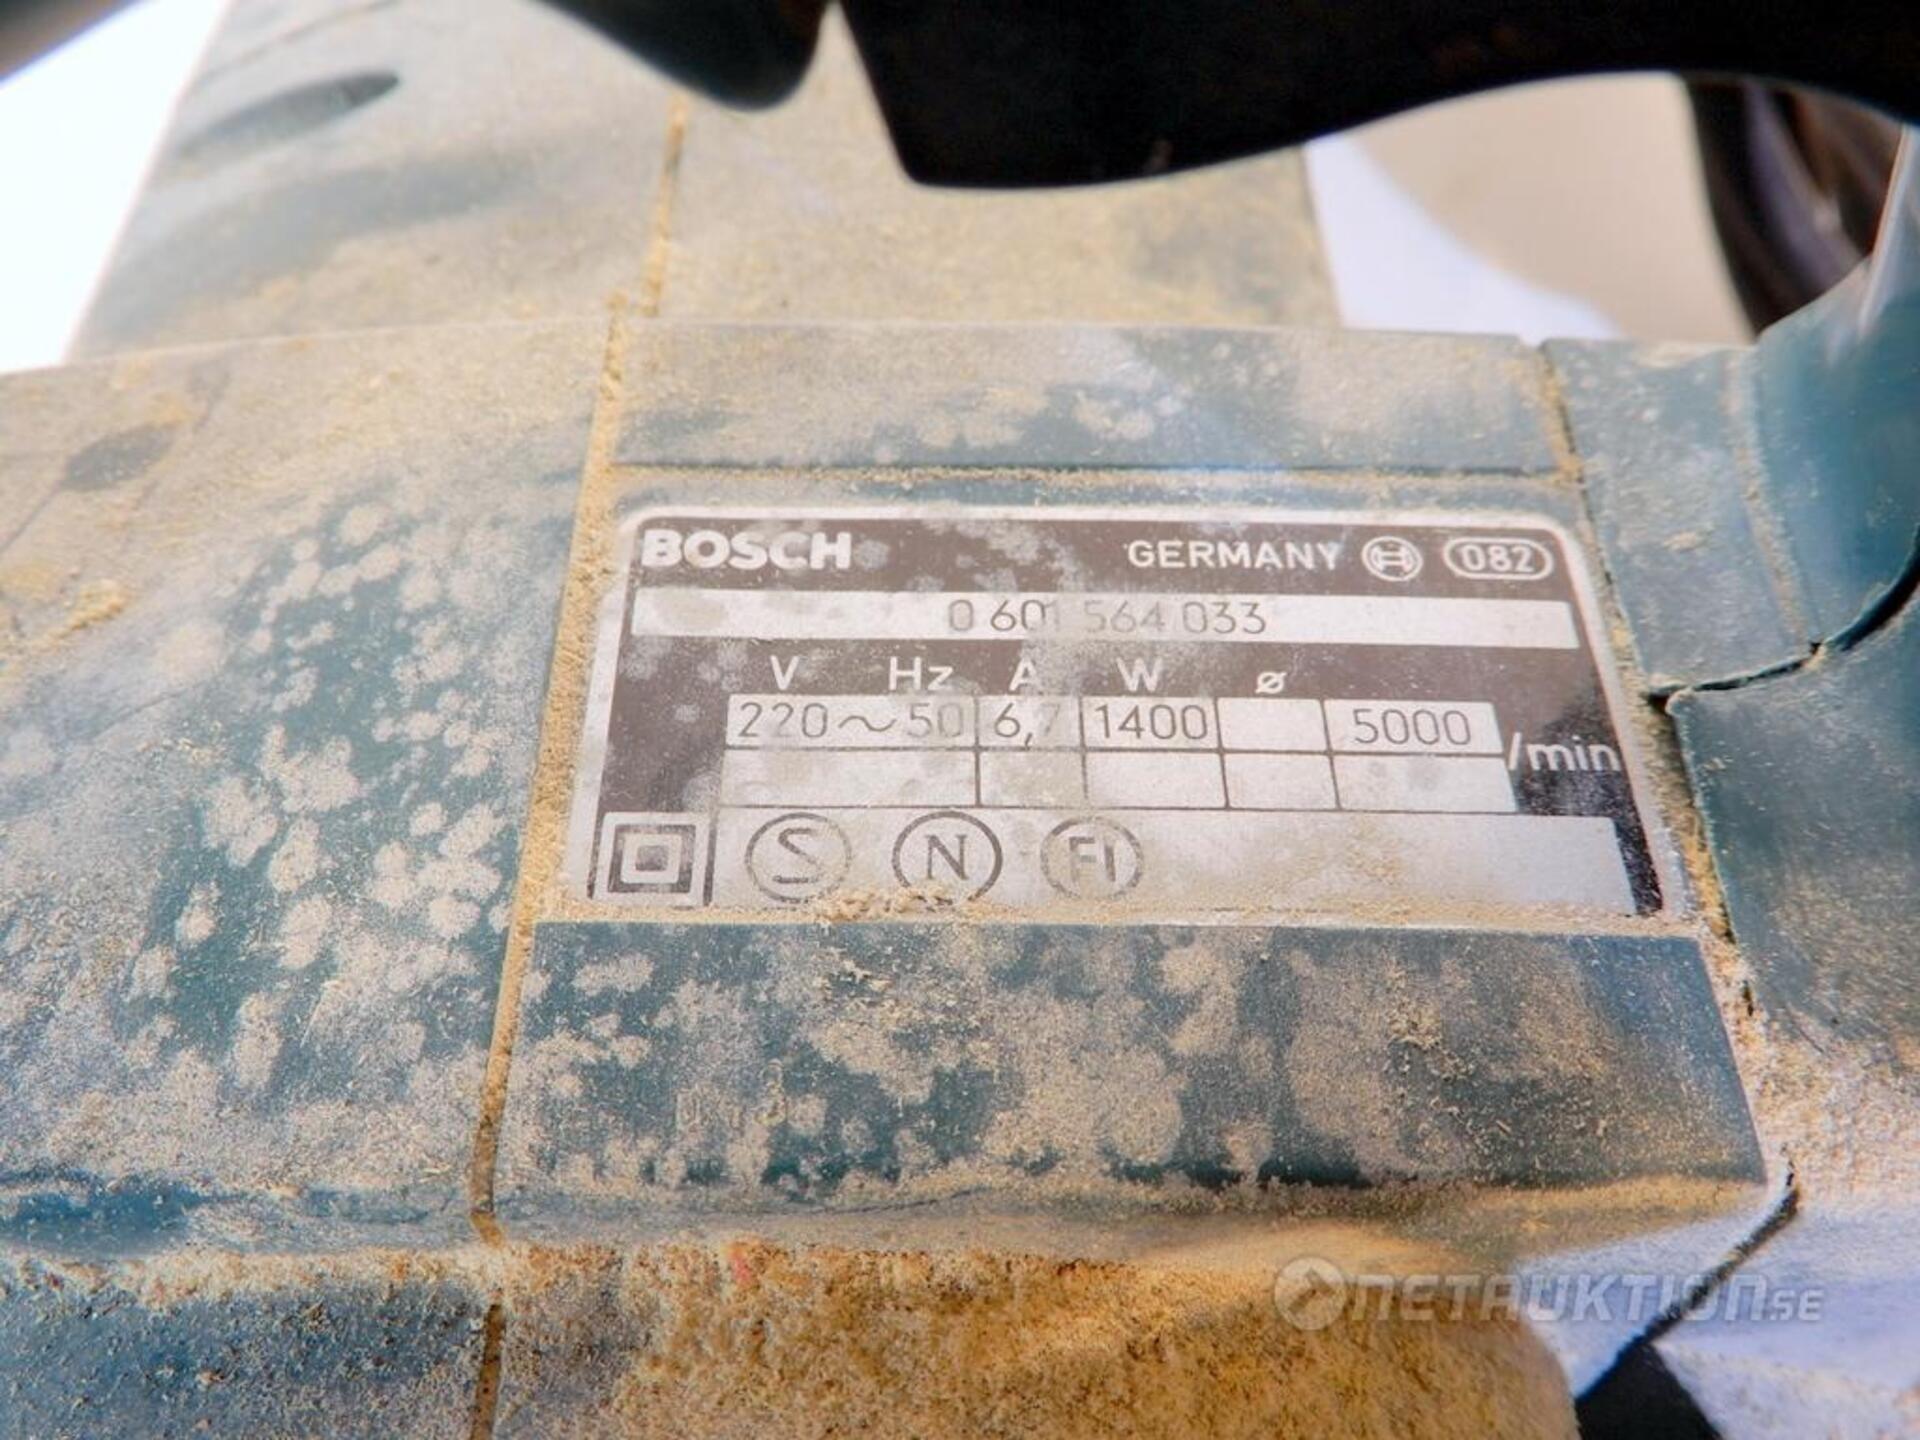 BOSCH GERMANY 082
0 601 564 033
V Hz A W ø
220~50 6,7 1400 5000 /min
S N FI
NETAUKTION.SE